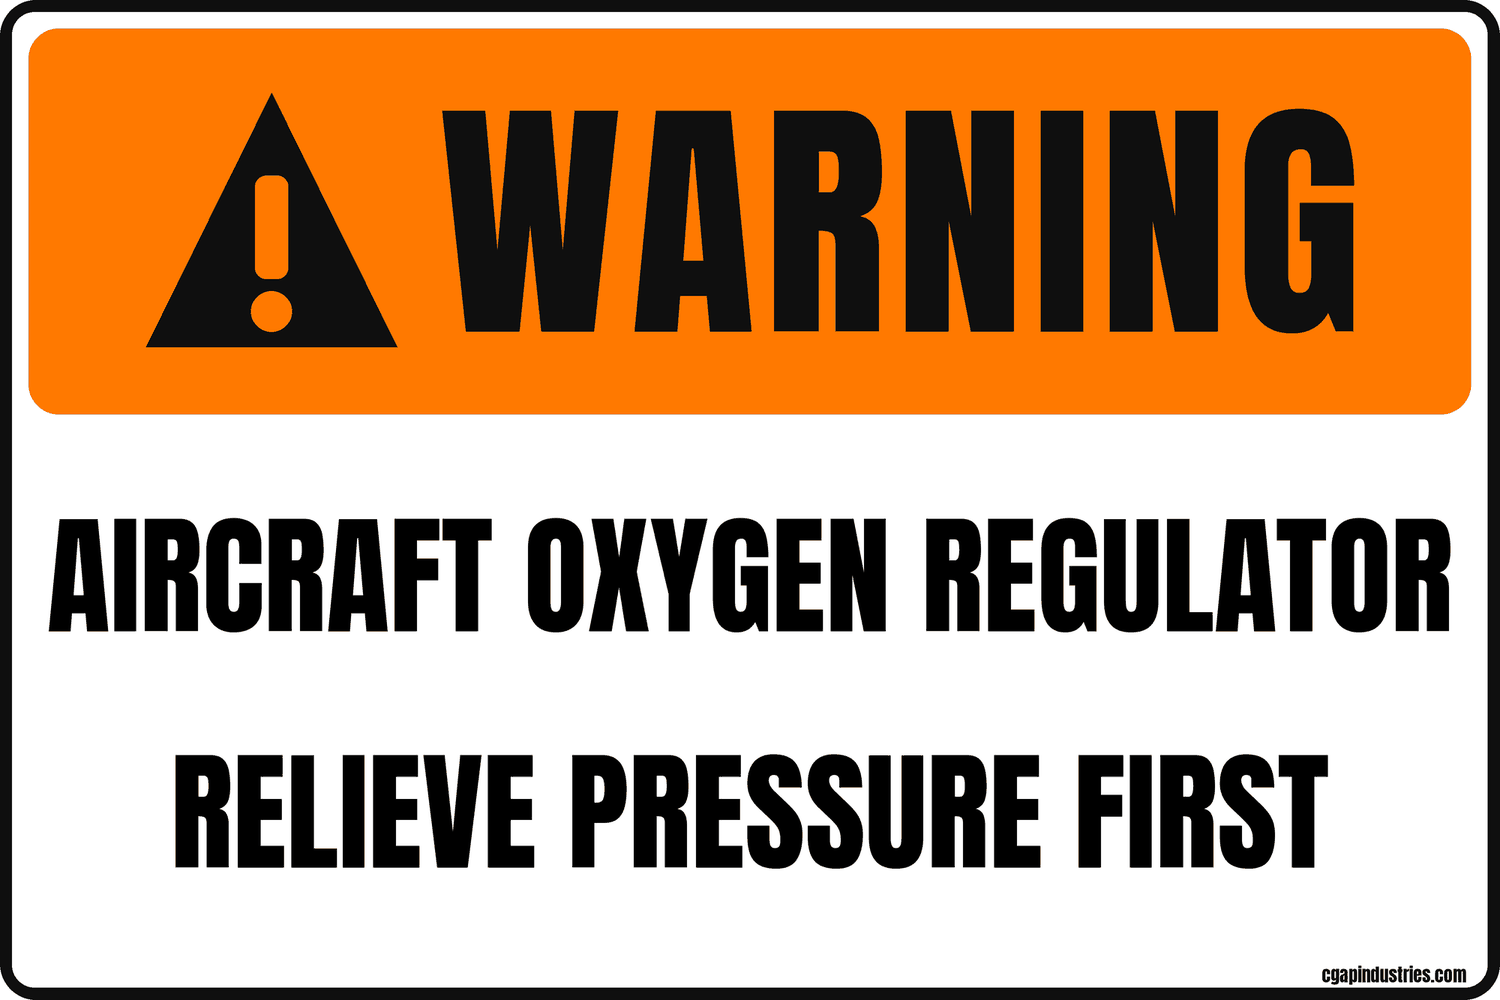 WARNING
AIRCRAFT OXYGEN REGULATOR
RELIEVE PRESSURE FIRST
cgapindustries.com